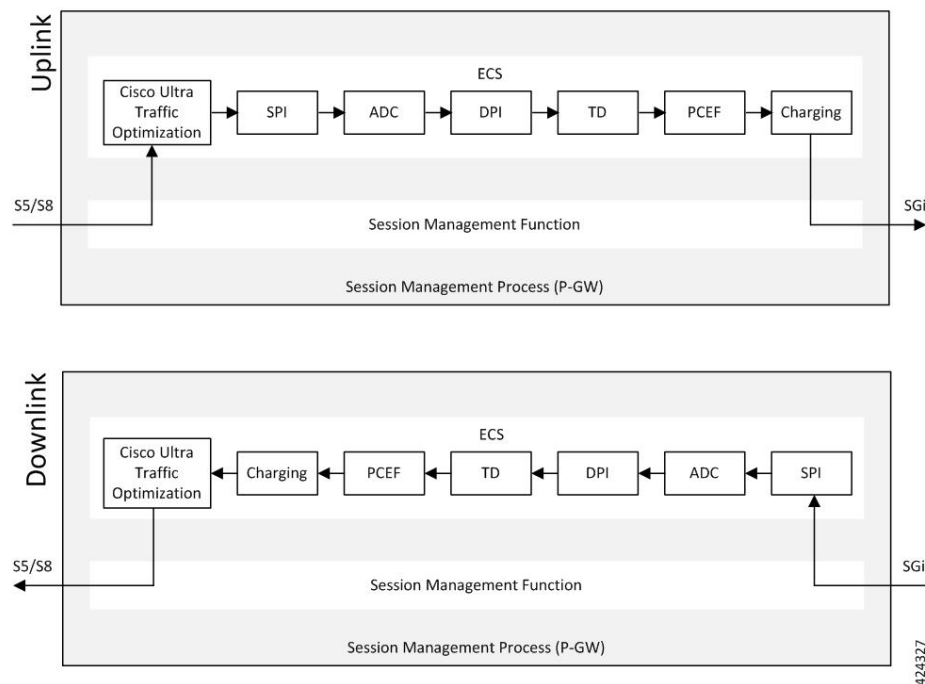 Uplink
ECS
Cisco Ultra
Traffic
Optimization
SPI
ADC
DPI
TD
PCEF
Charging
S5/S8
SGi
Session Management Function
Session Management Process (P-GW)
Downlink
ECS
Cisco Ultra
Traffic
Optimization
Charging
PCEF
TD
DPI
ADC
SPI
S5/S8
SGi
Session Management Function
Session Management Process (P-GW)
424327